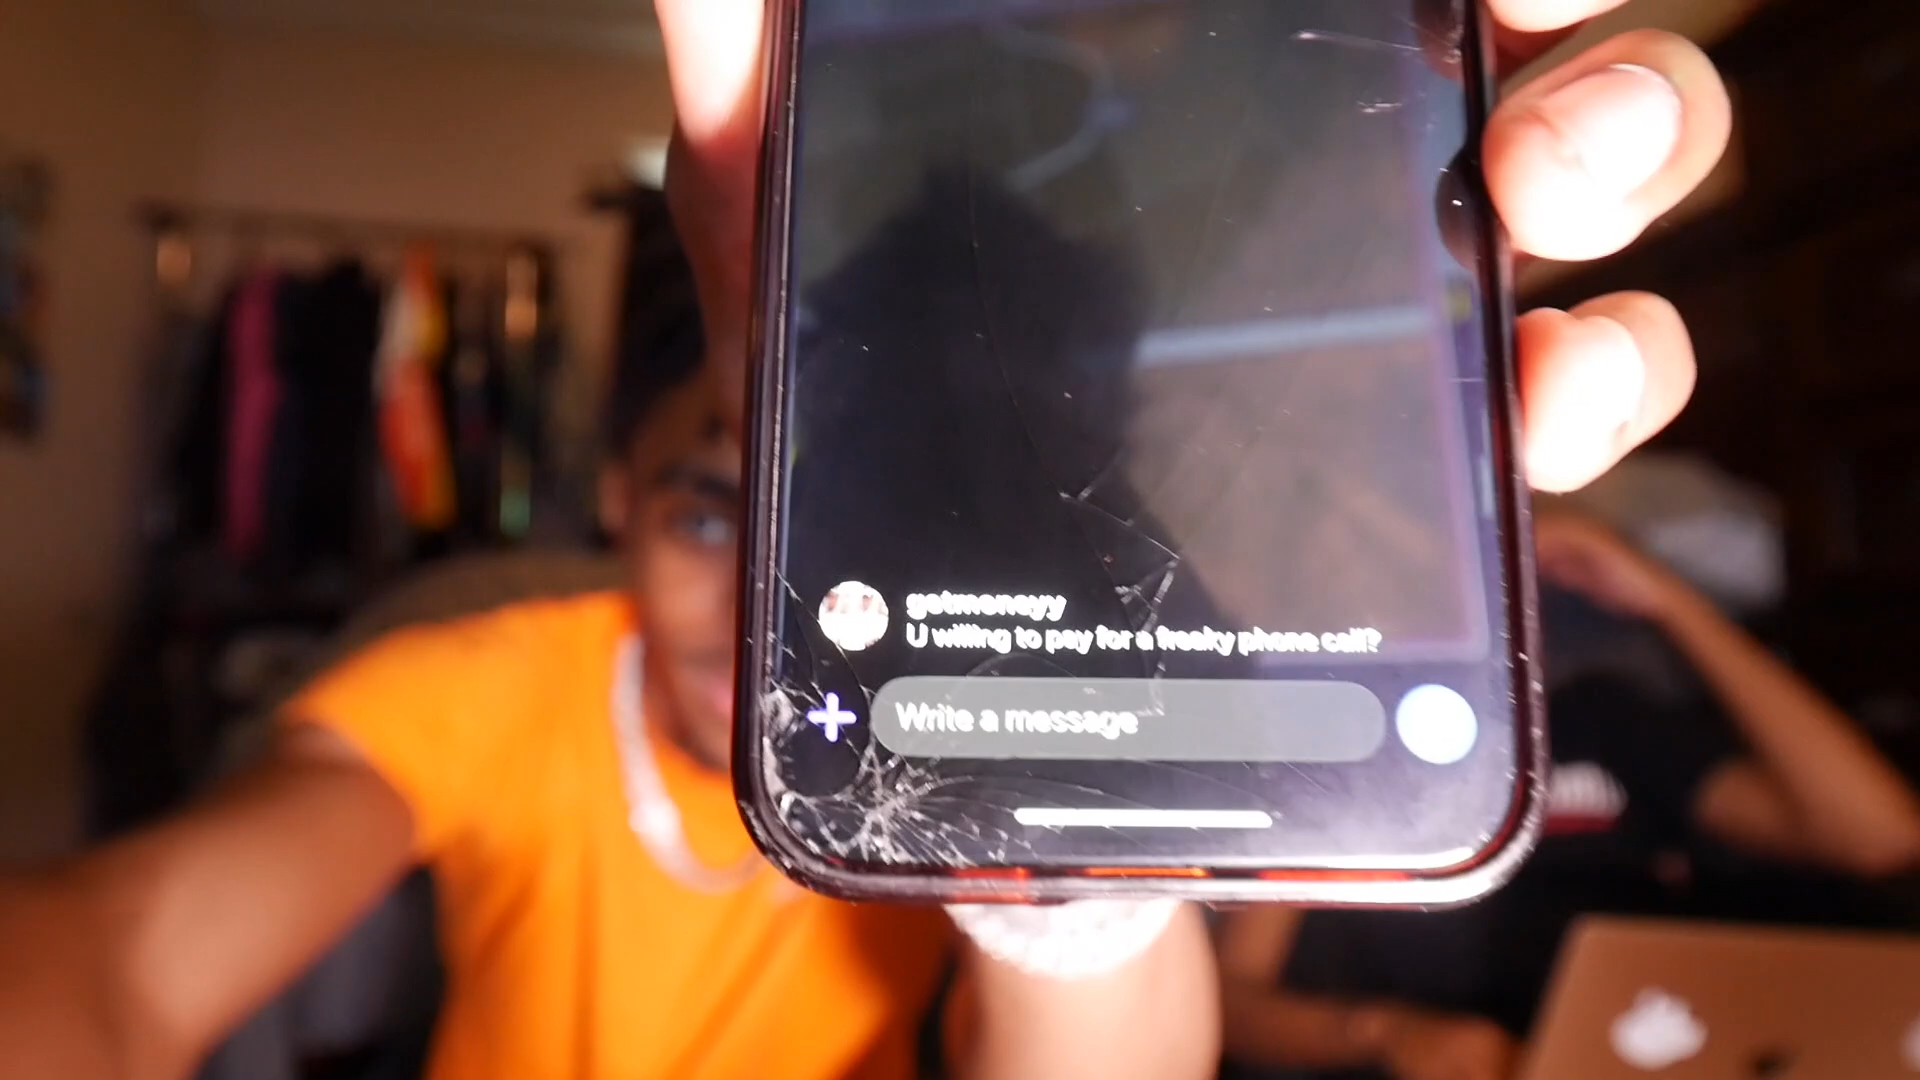 getmoneyy
U willing to pay for a freaky phone call?
Write a message